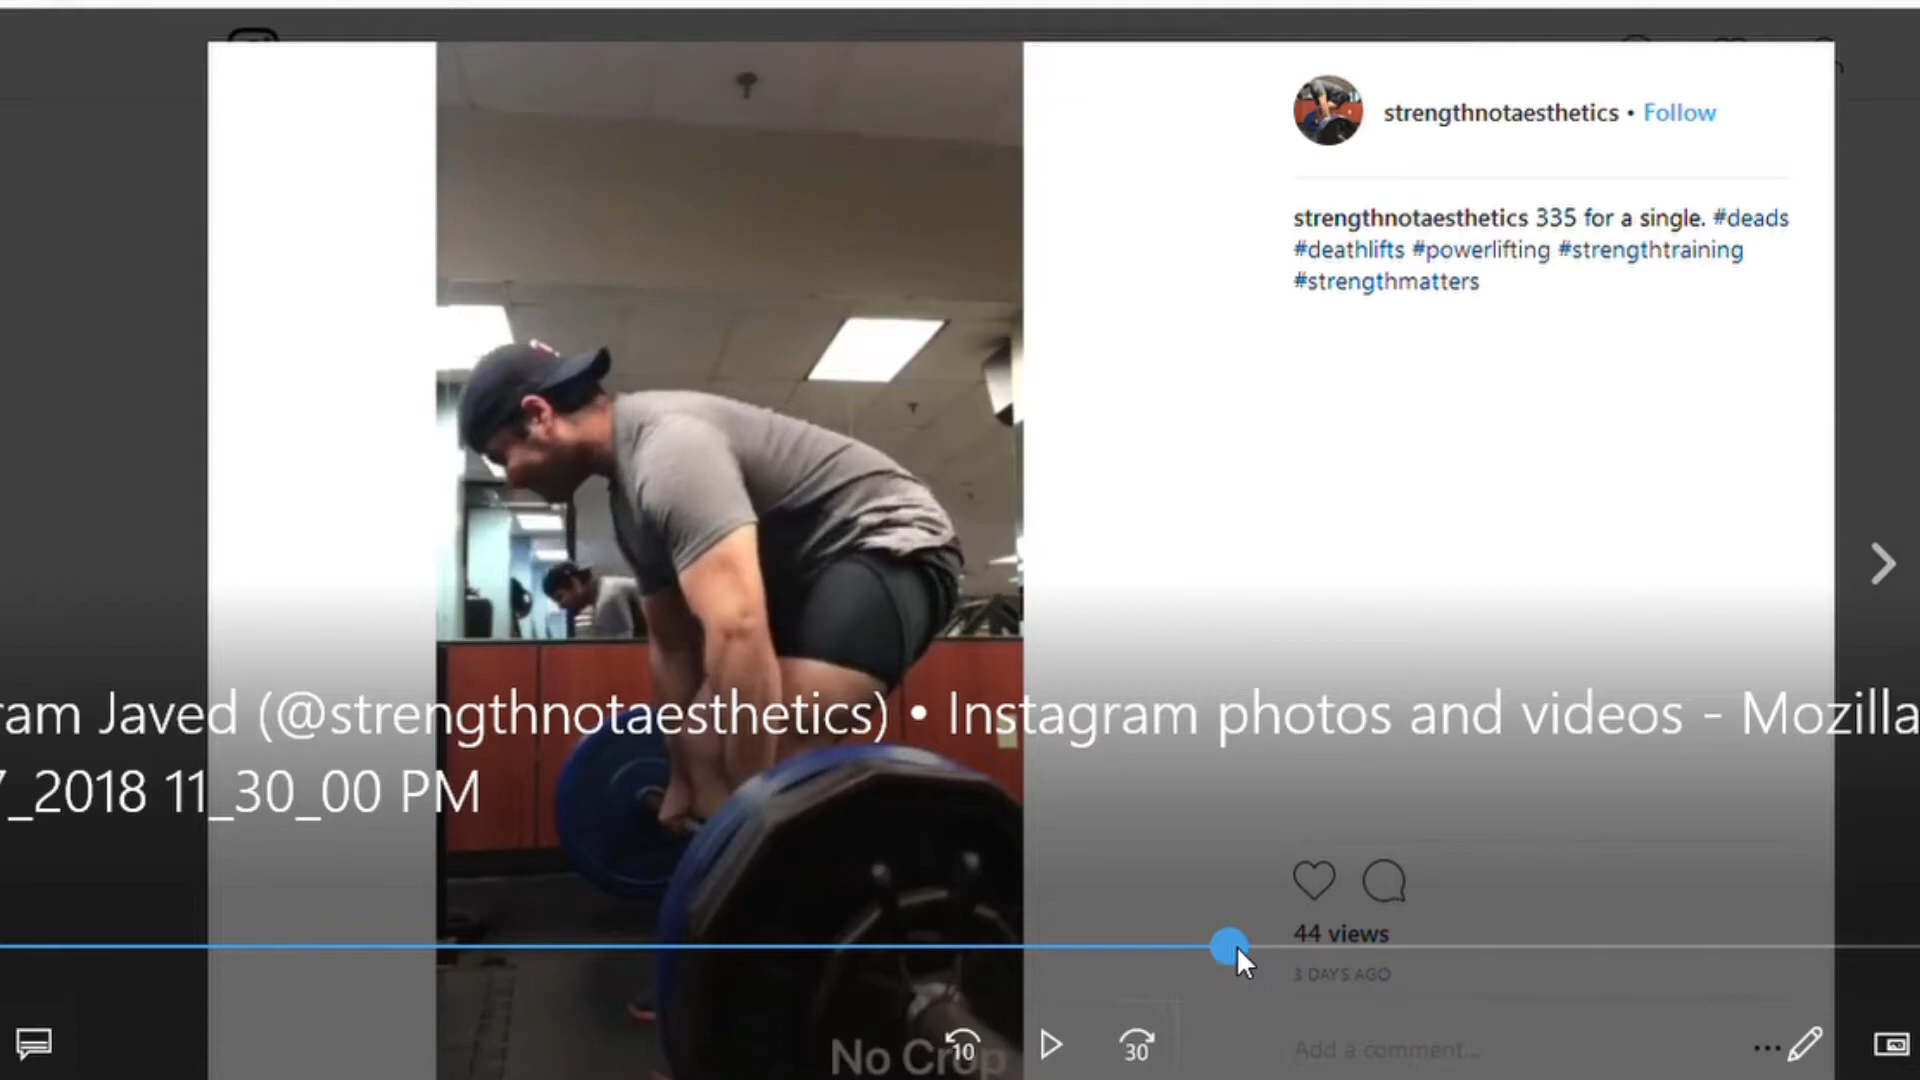 strengthnotaesthetics • Follow
strengthnotaesthetics 335 for a single. #deads
#deathlifts #powerlifting #strengthtraining
#strengthmatters
ram Javed (@strengthnotaesthetics) • Instagram photos and videos - Mozilla
_2018 11_30_00 PM
44 views
3 DAYS AGO
Add a comment...
No Crop
10
30